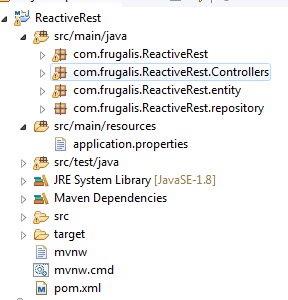 ReactiveRest
src/main/java
com.frugalis.ReactiveRest
com.frugalis.ReactiveRest.Controllers
com.frugalis.ReactiveRest.entity
com.frugalis.ReactiveRest.repository
src/main/resources
application.properties
src/test/java
JRE System Library [JavaSE-1.8]
Maven Dependencies
src
target
mvnw
mvnw.cmd
pom.xml